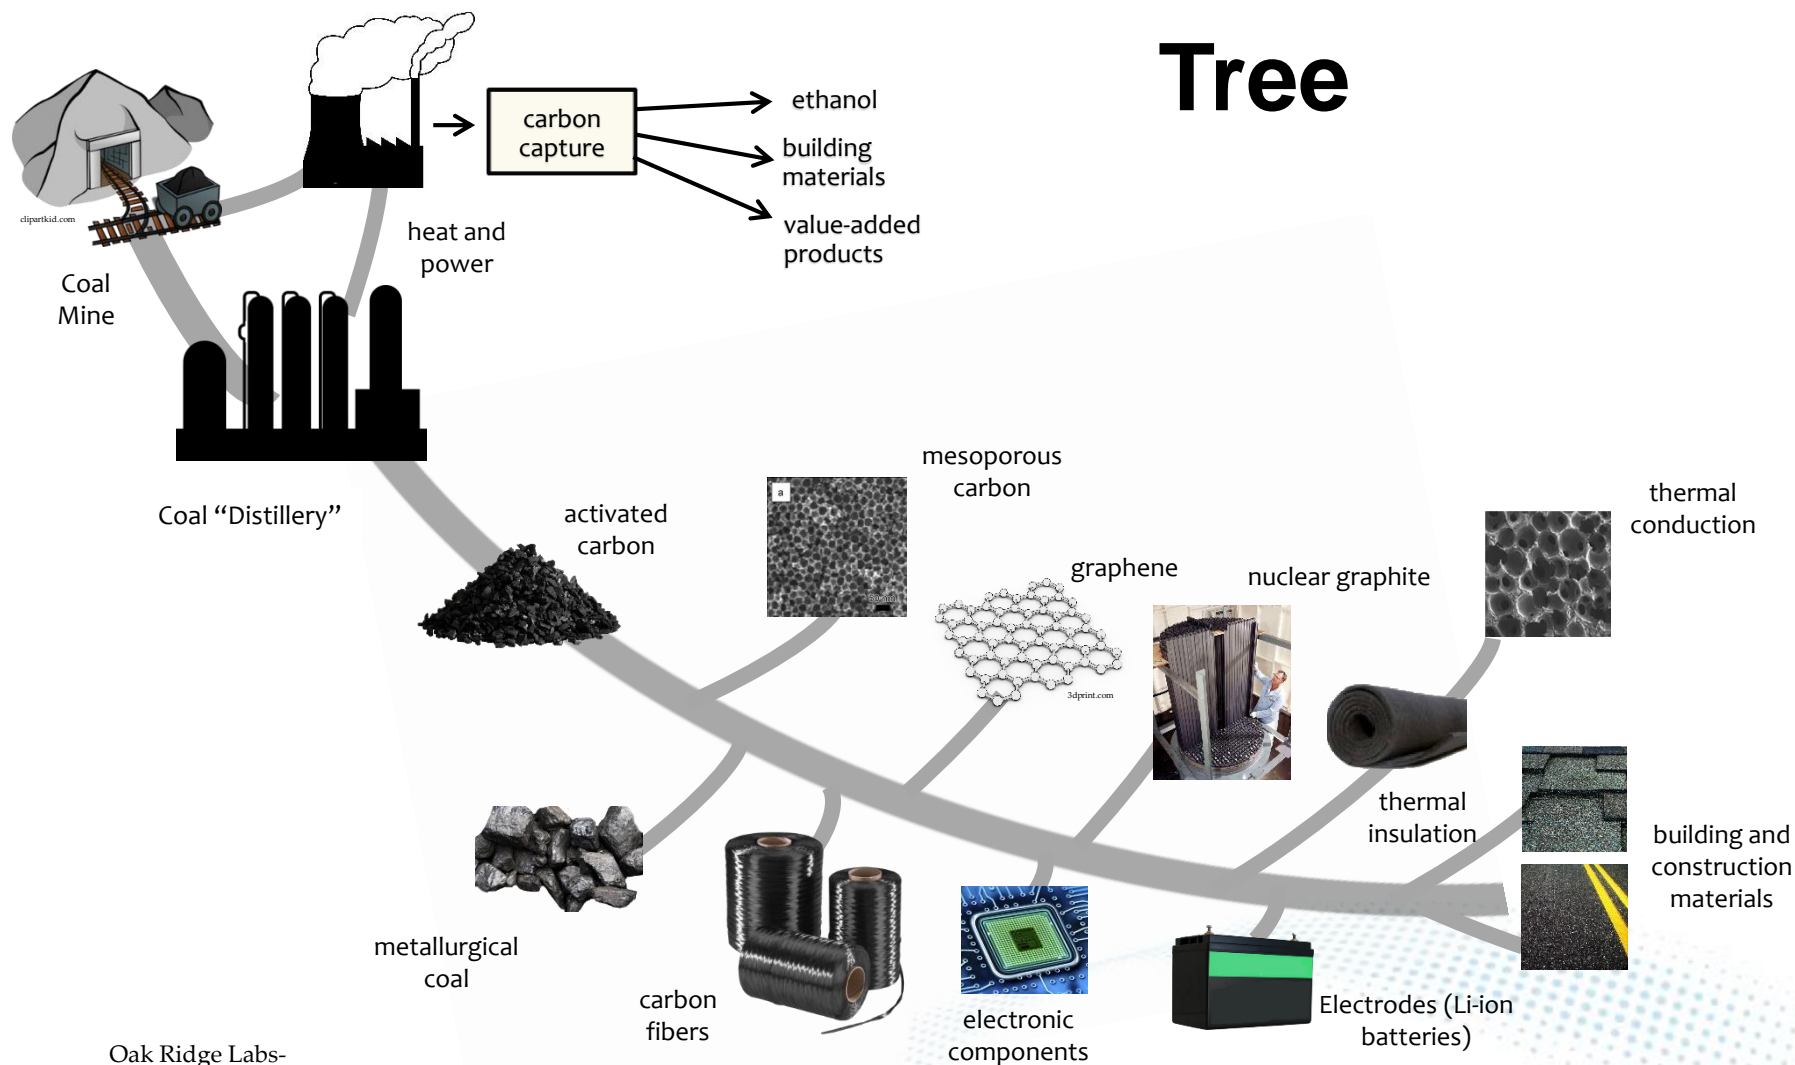 Tree
ethanol
carbon
capture
building
materials
value-added
products
clipartkid.com
heat and
power
Coal
Mine
Coal “Distillery”
activated
carbon
mesoporous
carbon
a
graphene
3dprint.com
nuclear graphite
thermal
conduction
thermal
insulation
building and
construction
materials
metallurgical
coal
carbon
fibers
electronic
components
Electrodes (Li-ion
batteries)
Oak Ridge Labs-